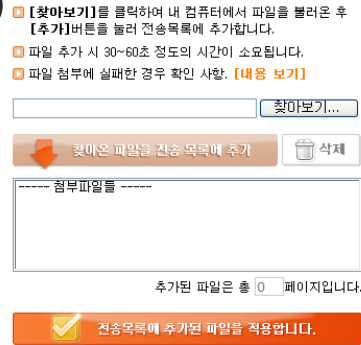 [찾아보기]를 클릭하여 내 컴퓨터에서 파일을 불러온 후
[추가]버튼을 눌러 전송목록에 추가합니다.
파일 추가 시 30~60초 정도의 시간이 소요됩니다.
파일 첨부에 실패한 경우 확인 사항. [내용 보기]
찾아보기...
찾아온 파일을 전송 목록에 추가
삭제
----- 첨부파일들 -----
추가된 파일은 총 0 페이지입니다.
전송목록에 추가된 파일을 적용합니다.